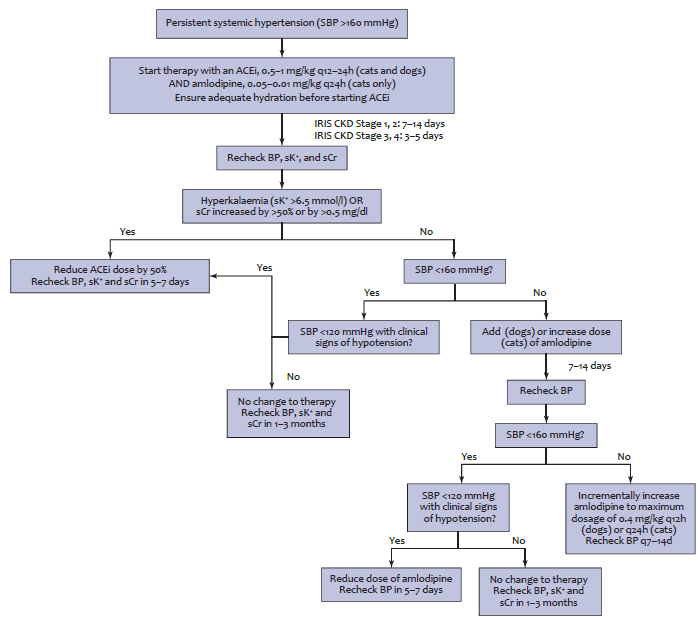 Persistent systemic hypertension (SBP >160 mmHg)
Start therapy with an ACEi, 0.5–1 mg/kg q12–24h (cats and dogs)
AND amlodipine, 0.05–0.01 mg/kg q24h (cats only)
Ensure adequate hydration before starting ACEi
IRIS CKD Stage 1, 2: 7–14 days
IRIS CKD Stage 3, 4: 3–5 days
Recheck BP, sK⁺, and sCr
Hyperkalaemia (sK⁺ >6.5 mmol/l) OR
sCr increased by >50% or by >0.5 mg/dl
Yes
No
Reduce ACEi dose by 50%
Recheck BP, sK⁺ and sCr in 5–7 days
Yes
SBP <160 mmHg?
Yes
No
SBP <120 mmHg with clinical
signs of hypotension?
Add (dogs) or increase dose
(cats) of amlodipine
No
7–14 days
No change to therapy
Recheck BP, sK⁺ and
sCr in 1–3 months
Recheck BP
SBP <160 mmHg?
Yes
No
SBP <120 mmHg
with clinical signs
of hypotension?
Incrementally increase
amlodipine to maximum
dosage of 0.4 mg/kg q12h
(dogs) or q24h (cats)
Recheck BP q7–14d
Yes
No
Reduce dose of amlodipine
Recheck BP in 5–7 days
No change to therapy
Recheck BP, sK⁺ and
sCr in 1–3 months